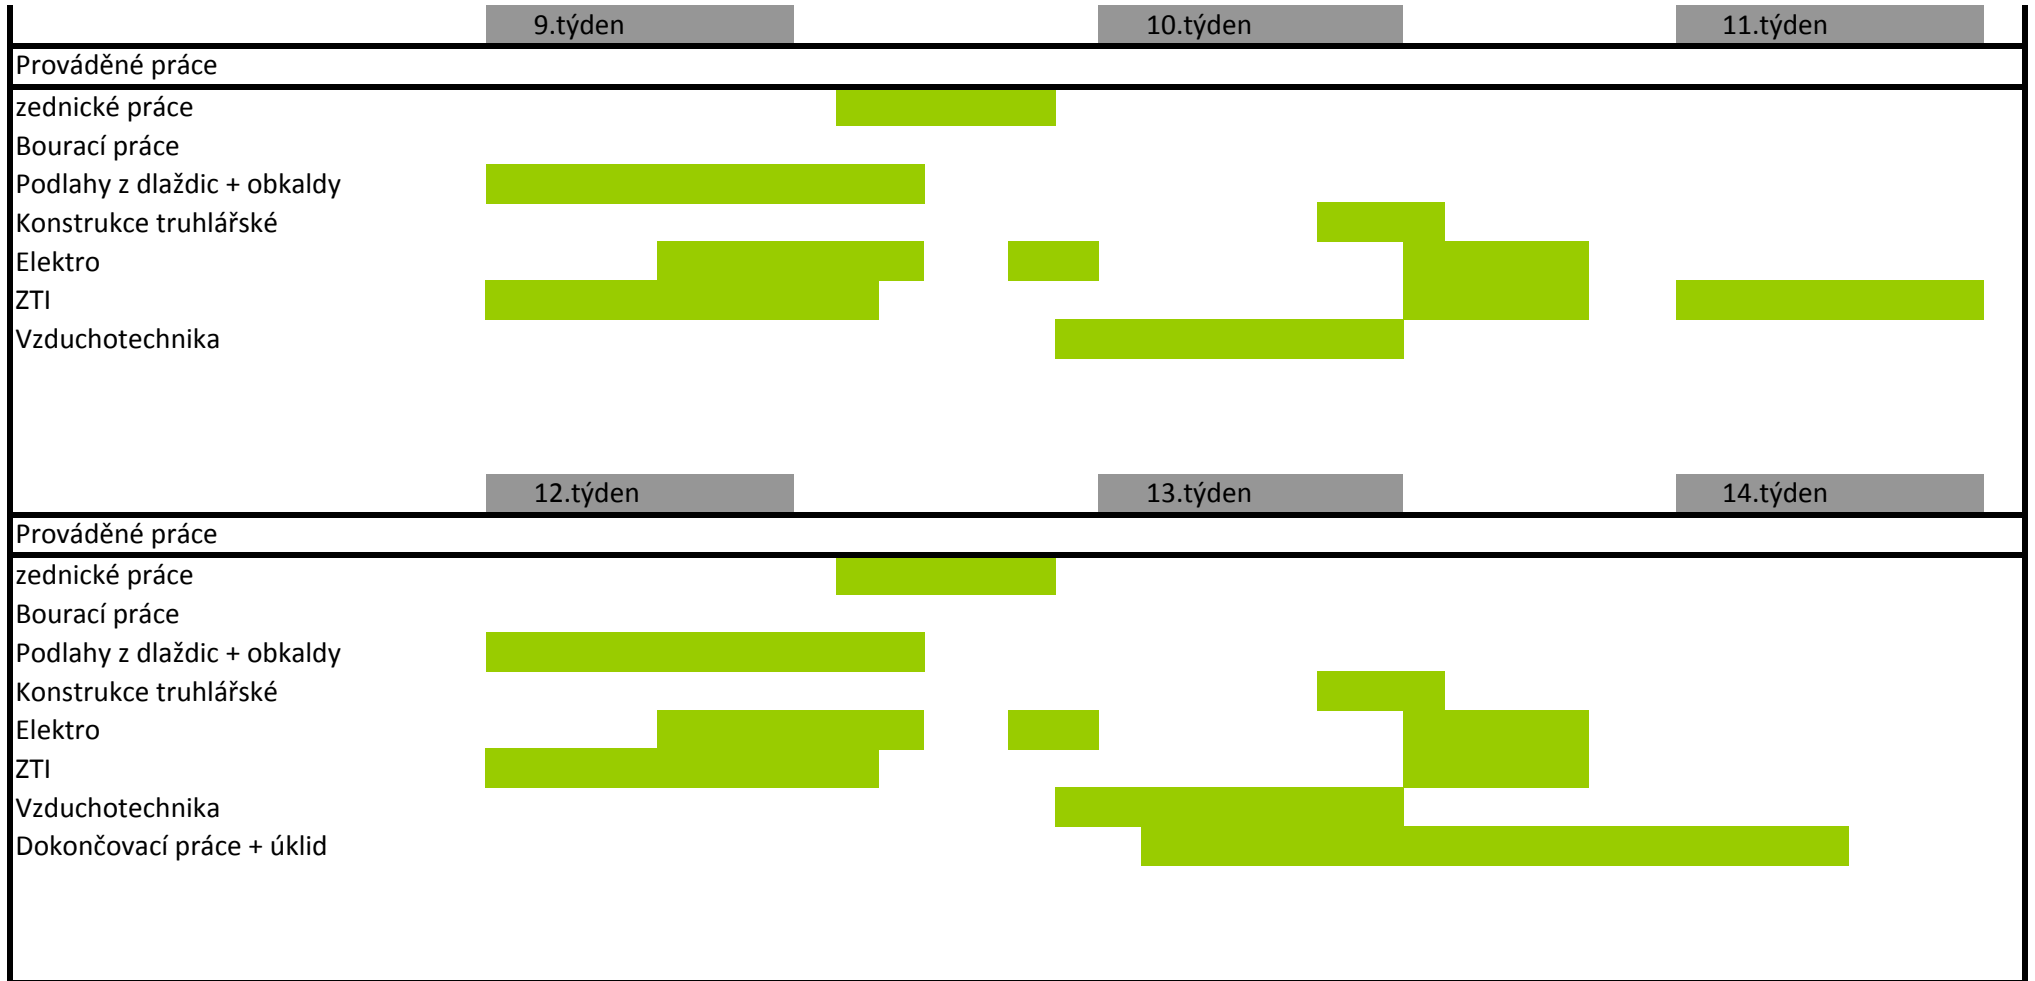 9.týden 10.týden 11.týden
Prováděné práce
zednické práce
Bourací práce
Podlahy z dlaždic + obkaldy
Konstrukce truhlářské
Elektro
ZTI
Vzduchotechnika
12.týden 13.týden 14.týden
Prováděné práce
zednické práce
Bourací práce
Podlahy z dlaždic + obkaldy
Konstrukce truhlářské
Elektro
ZTI
Vzduchotechnika
Dokončovací práce + úklid